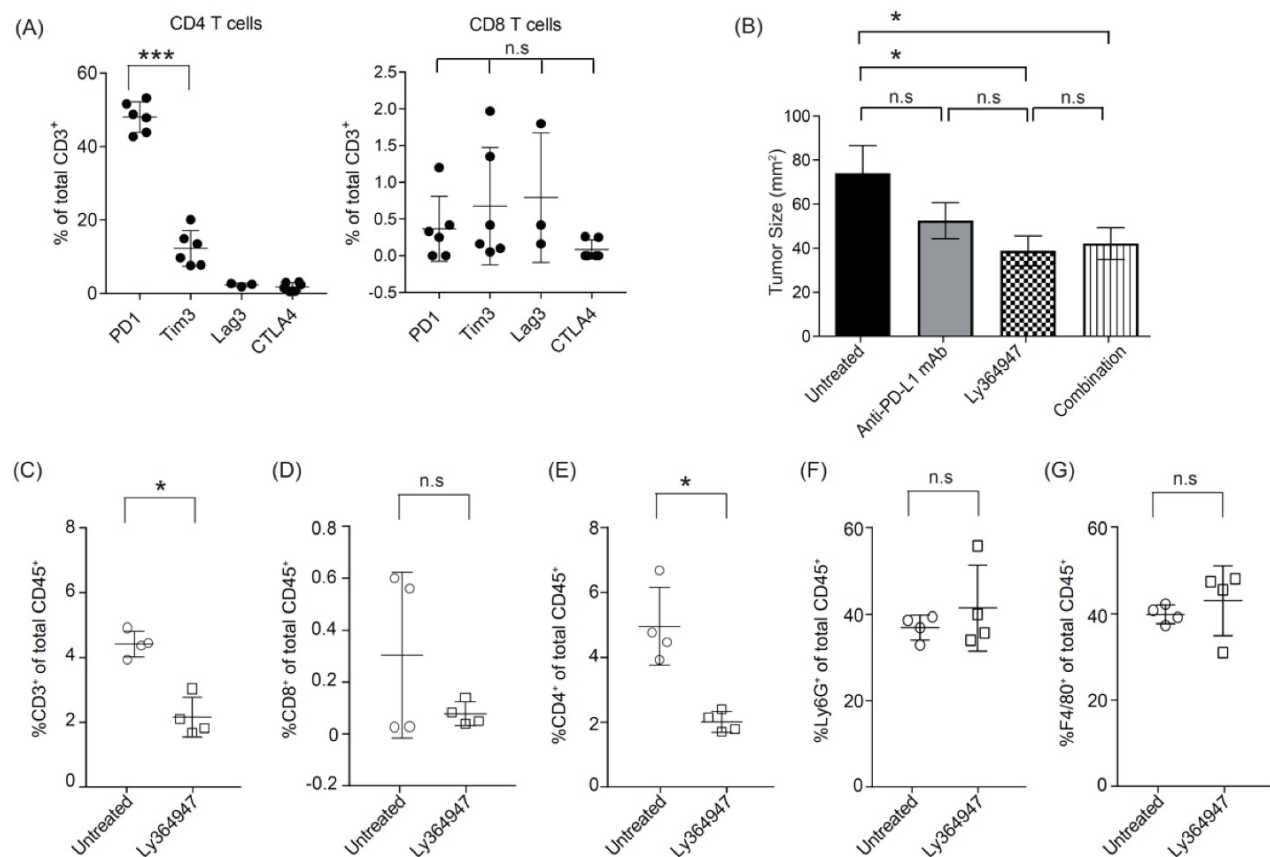 (A)
CD4 T cells
***
% of total CD3⁺
60
40
20
0
PD1
Tim3
Lag3
CTLA4
CD8 T cells
n.s
% of total CD3⁺
2.5
2.0
1.5
1.0
0.5
0.0
-0.5
PD1
Tim3
Lag3
CTLA4
(B)
*
*
n.s
n.s
n.s
Tumor Size (mm²)
100
80
60
40
20
0
Untreated
Anti-PD-L1 mAb
Ly364947
Combination
(C)
*
%CD3⁺ of total CD45⁺
8
6
4
2
0
Untreated
Ly364947
(D)
n.s
%CD8⁺ of total CD45⁺
0.8
0.6
0.4
0.2
0
-0.2
Untreated
Ly364947
(E)
*
%CD4⁺ of total CD45⁺
8
6
4
2
0
Untreated
Ly364947
(F)
n.s
%Ly6G⁺ of total CD45⁺
60
40
20
0
Untreated
Ly364947
(G)
n.s
%F4/80⁺ of total CD45⁺
60
40
20
0
Untreated
Ly364947